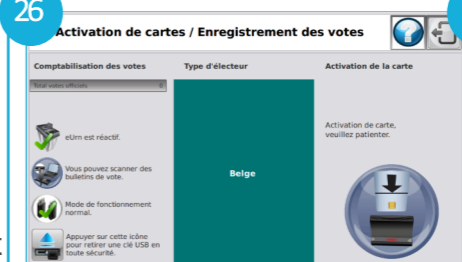 26
Activation de cartes / Enregistrement des votes
Comptabilisation des votes
Type d'électeur
Activation de la carte
Total votes officiels 0
eUrn est réactif.
Vous pouvez scanner des
bulletins de vote.
Mode de fonctionnement
normal.
Appuyer sur cette icône
pour retirer une clé USB en
toute sécurité.
Belge
Activation de carte,
veuillez patienter.